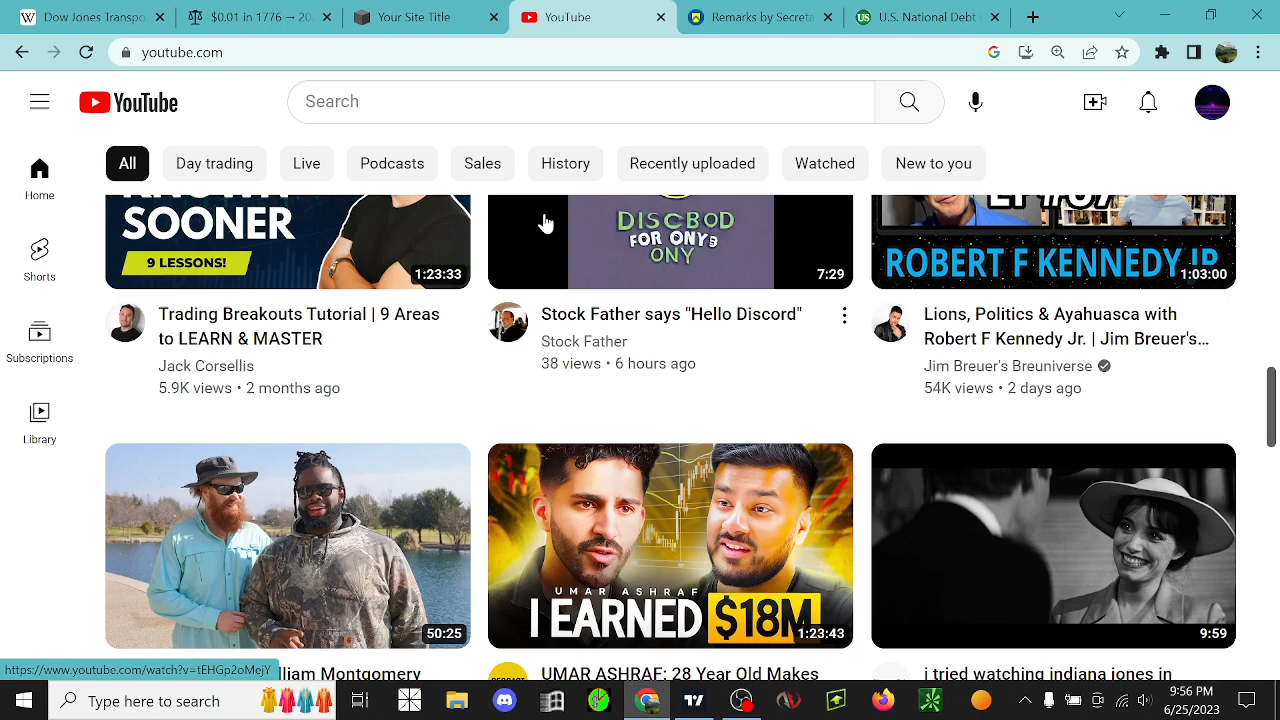 Dow Jones Transpo
$0.01 in 1776 → 20
Your Site Title
YouTube
Remarks by Secreta
U.S. National Debt
youtube.com
YouTube
Search
All
Day trading
Live
Podcasts
Sales
History
Recently uploaded
Watched
New to you
Home
Shorts
Subscriptions
Library
SOONER
9 LESSONS!
1:23:33
DISCBOD
FOR ONY3
ONY
7:29
ROBERT F KENNEDY JR
1:03:00
Trading Breakouts Tutorial | 9 Areas
to LEARN & MASTER
Jack Corsellis
5.9K views • 2 months ago
Stock Father says "Hello Discord"
Stock Father
38 views • 6 hours ago
Lions, Politics & Ayahuasca with
Robert F Kennedy Jr. | Jim Breuer's...
Jim Breuer's Breuniverse
54K views • 2 days ago
50:25
UMAR ASHRAF
I EARNED $18M
1:23:43
9:59
https://www.youtube.com/watch?v=tEHGp2oMejY
lliam Montgomery
UMAR ASHRAF: 28 Year Old Makes
i tried watching indiana jones in
Type here to search
9:56 PM
6/25/2023